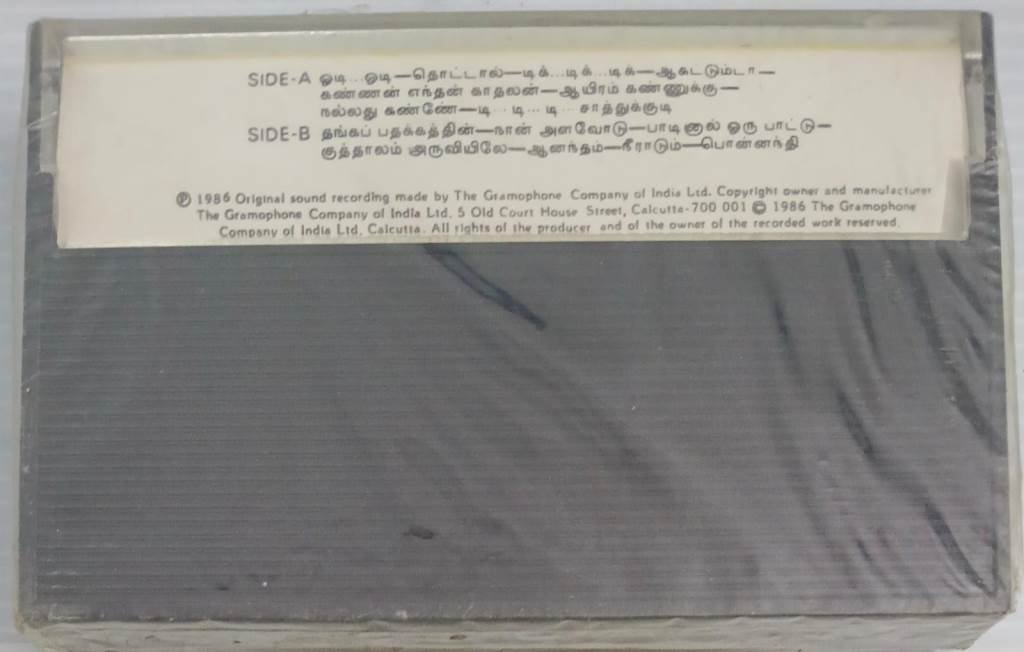 SIDE-A ஓடி...ஓடி—தொட்டால்—டிக்...டிக்...டிக்—ஆகட்டும்டா—
கண்ணன் எந்தன் காதலன்—ஆயிரம் கண்ணுக்கு—
நல்லது கண்ணே—டி...டி...டி...சாத்துக்குடி
SIDE-B தங்கப் பதக்கத்தின்—நான் அளவோடு—பாடினால் ஒரு பாட்டு—
குத்தாலம் அருவியிலே—ஆனந்தம்—நீராடும்—பொன்னந்தி
Ⓟ 1986 Original sound recording made by The Gramophone Company of India Ltd. Copyright owner and manufacturer
The Gramophone Company of India Ltd. 5 Old Court House Street, Calcutta-700 001 © 1986 The Gramophone
Company of India Ltd. Calcutta. All rights of the producer and of the owner of the recorded work reserved.